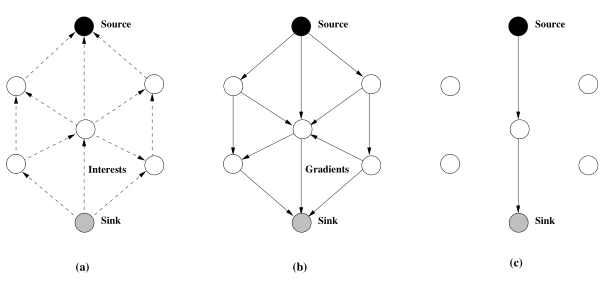 Source
Source
Source
Interests
Gradients
Sink
Sink
Sink
(a)
(b)
(c)